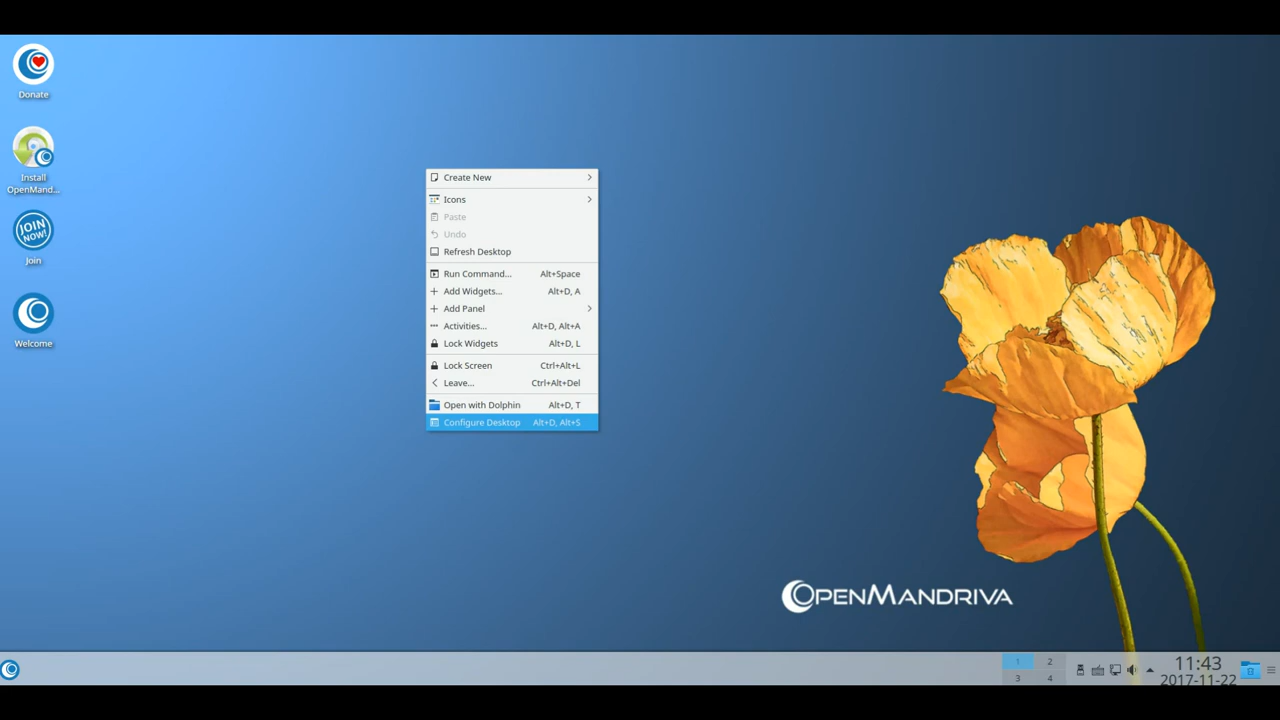 Donate
Install
OpenMand...
JOIN
NOW!
Join
Welcome
Create New
Icons
Paste
Undo
Refresh Desktop
Run Command... Alt+Space
Add Widgets... Alt+D, A
Add Panel
Activities... Alt+D, Alt+A
Lock Widgets Alt+D, L
Lock Screen Ctrl+Alt+L
Leave... Ctrl+Alt+Del
Open with Dolphin Alt+D, T
Configure Desktop Alt+D, Alt+S
OPENMANDRIVA
1 2
3 4
11:43
2017-11-22